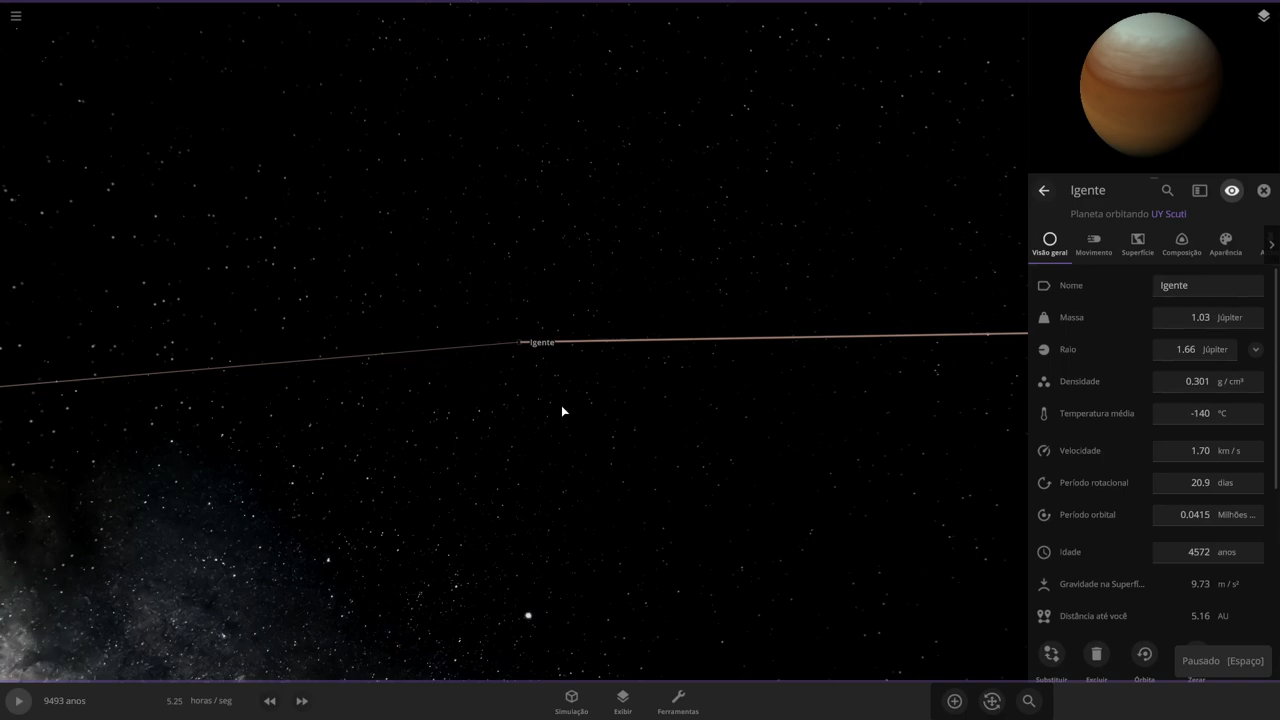 Igente
Igente
Planeta orbitando UY Scuti
Visão geral
Movimento
Superfície
Composição
Aparência
Nome
Igente
Massa
1.03 Júpiter
Raio
1.66 Júpiter
Densidade
0.301 g / cm³
Temperatura média
-140 °C
Velocidade
1.70 km / s
Período rotacional
20.9 dias
Período orbital
0.0415 Milhões ...
Idade
4572 anos
Gravidade na Superfí...
9.73 m / s²
Distância até você
5.16 AU
Substituir
Excluir
Órbita
Zerar
Pausado [Espaço]
9493 anos
5.25 horas / seg
Simulação
Exibir
Ferramentas